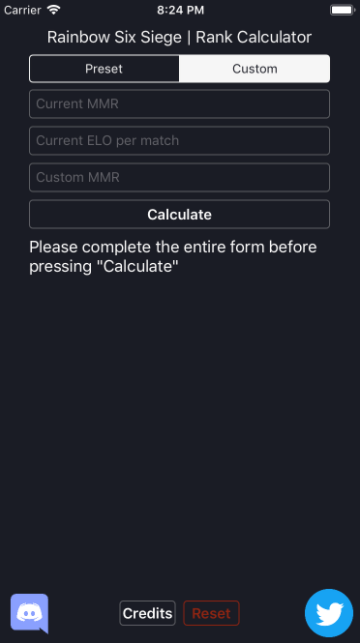 Carrier 8:24 PM
Rainbow Six Siege | Rank Calculator
Preset Custom
Current MMR
Current ELO per match
Custom MMR
Calculate
Please complete the entire form before
pressing "Calculate"
Credits Reset